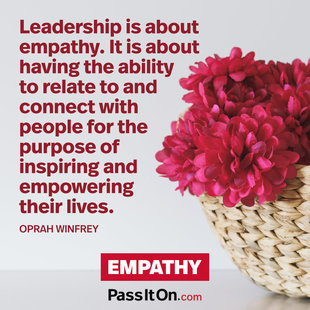 Leadership is about
empathy. It is about
having the ability
to relate to and
connect with
people for the
purpose of
inspiring and
empowering
their lives.
OPRAH WINFREY
EMPATHY
PassItOn.com